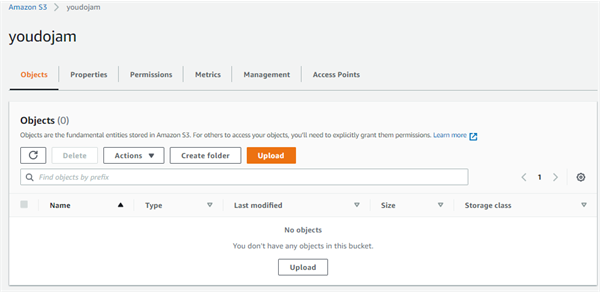 Amazon S3 > youdojam
youdojam
Objects Properties Permissions Metrics Management Access Points
Objects (0)
Objects are the fundamental entities stored in Amazon S3. For others to access your objects, you'll need to explicitly grant them permissions. Learn more
Delete Actions Create folder Upload
Find objects by prefix
1
Name Type Last modified Size Storage class
No objects
You don't have any objects in this bucket.
Upload